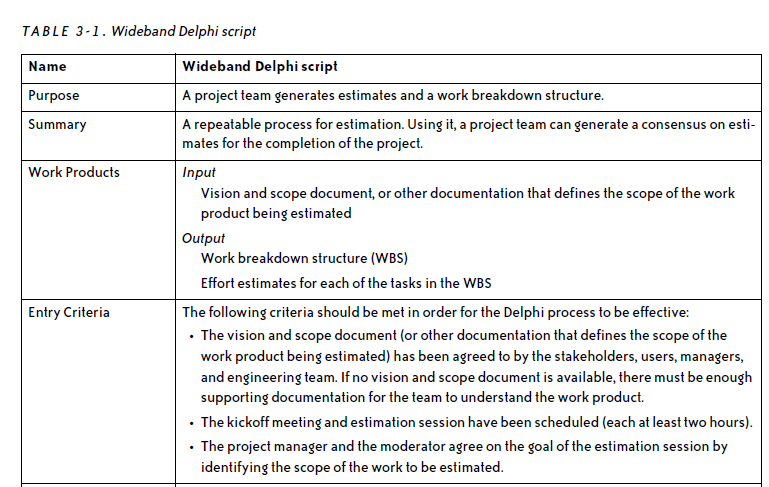 TABLE 3-1. Wideband Delphi script
Name Wideband Delphi script
Purpose A project team generates estimates and a work breakdown structure.
Summary A repeatable process for estimation. Using it, a project team can generate a consensus on esti-
mates for the completion of the project.
Work Products Input
Vision and scope document, or other documentation that defines the scope of the work
product being estimated
Output
Work breakdown structure (WBS)
Effort estimates for each of the tasks in the WBS
Entry Criteria The following criteria should be met in order for the Delphi process to be effective:
• The vision and scope document (or other documentation that defines the scope of the
work product being estimated) has been agreed to by the stakeholders, users, managers,
and engineering team. If no vision and scope document is available, there must be enough
supporting documentation for the team to understand the work product.
• The kickoff meeting and estimation session have been scheduled (each at least two hours).
• The project manager and the moderator agree on the goal of the estimation session by
identifying the scope of the work to be estimated.